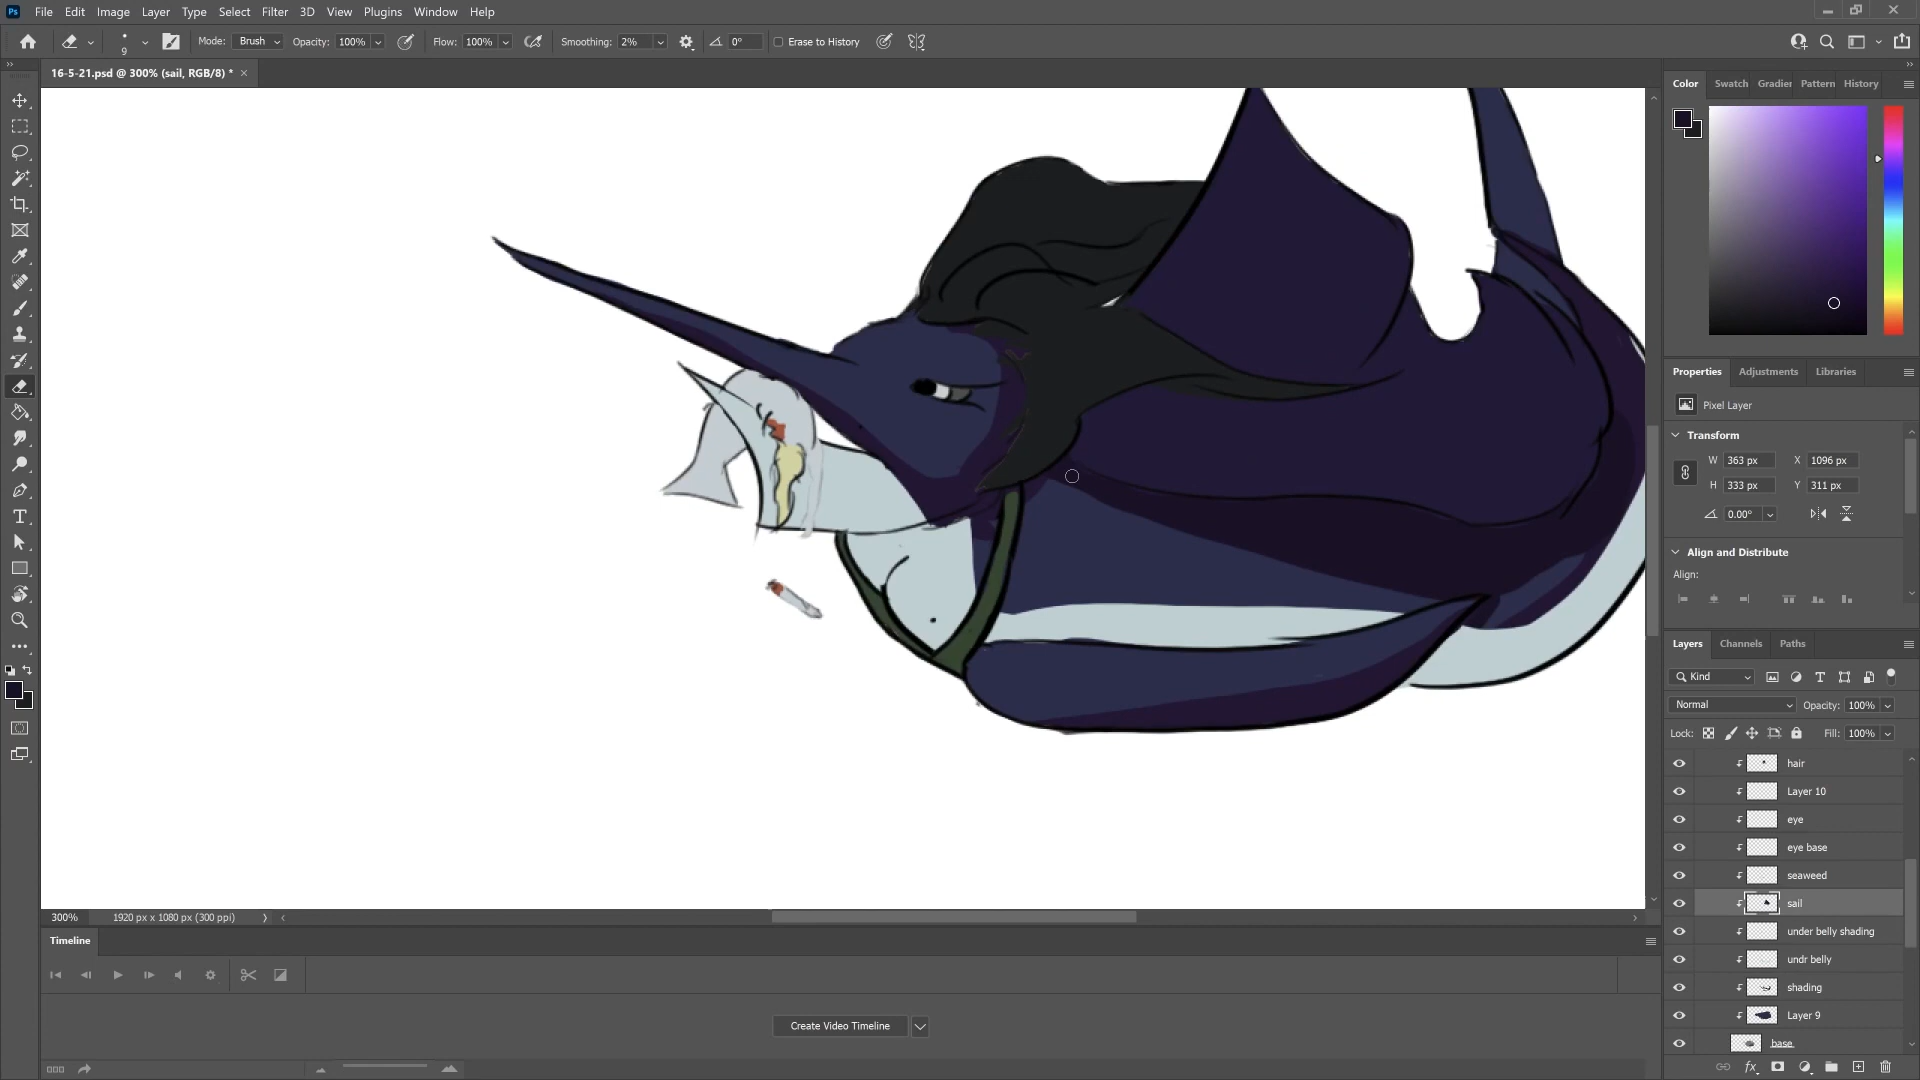 Ps File Edit Image Layer Type Select Filter 3D View Plugins Window Help
9 Mode: Brush Opacity: 100% Flow: 100% Smoothing: 2% 0° Erase to History
16-5-21.psd @ 300% (sail, RGB/8) * ×
Color Swatch Gradien Pattern History
Properties Adjustments Libraries
Pixel Layer
Transform
W 363 px X 1096 px
H 333 px Y 311 px
0.00°
Align and Distribute
Align:
Layers Channels Paths
Kind
Normal Opacity: 100%
Lock: Fill: 100%
hair
Layer 10
eye
eye base
seaweed
sail
under belly shading
undr belly
shading
Layer 9
base
300% 1920 px x 1080 px (300 ppi)
Timeline
Create Video Timeline
fx